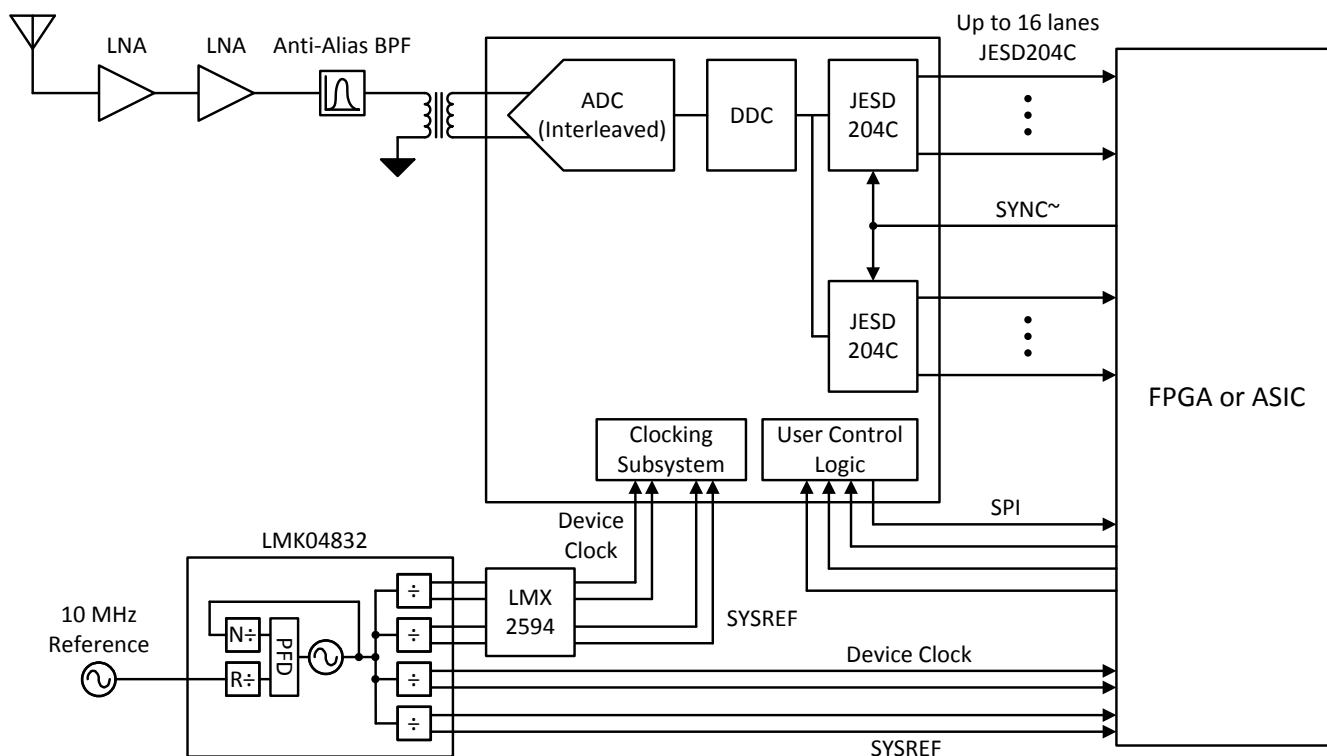 LNA
LNA
Anti-Alias BPF
ADC
(Interleaved)
DDC
JESD
204C
Up to 16 lanes
JESD204C
SYNC~
JESD
204C
FPGA or ASIC
Clocking
Subsystem
User Control
Logic
SPI
Device
Clock
LMK04832
LMX
2594
SYSREF
10 MHz
Reference
N÷
R÷
PFD
÷
÷
÷
÷
Device Clock
SYSREF